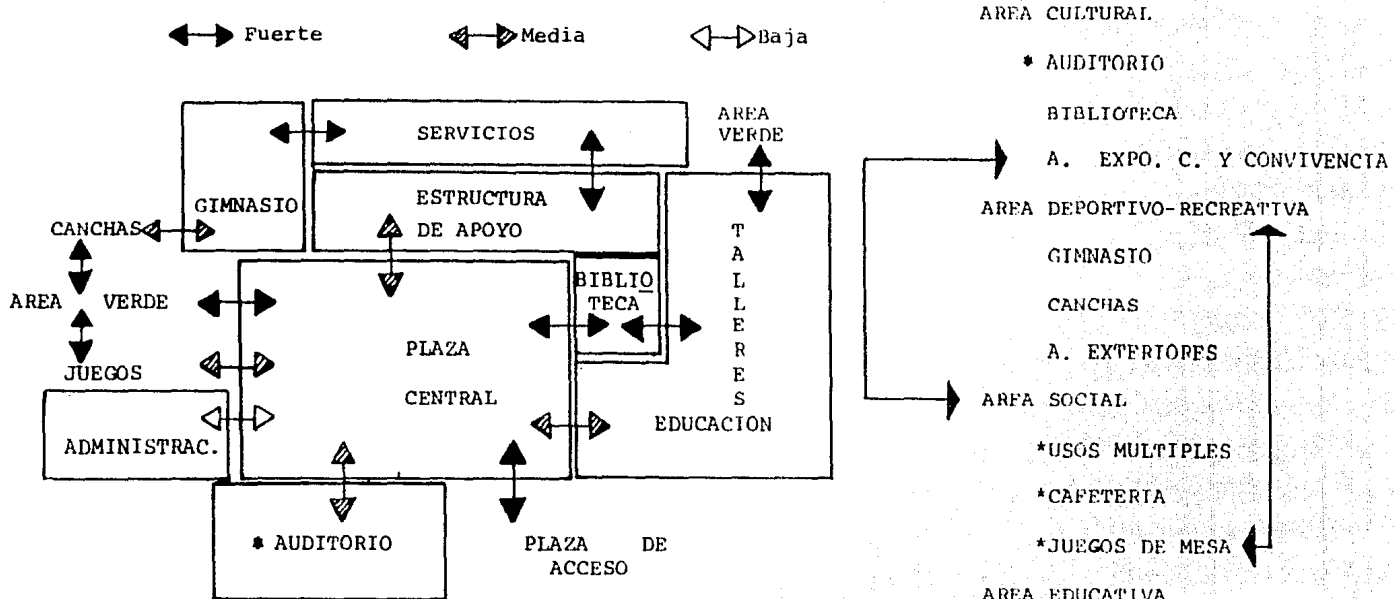 Fuerte
Media
Baja
SERVICIOS
AREA
VERDE
ESTRUCTURA
DE APOYO
GIMNASIO
CANCHAS
AREA VERDE
JUEGOS
BIBLIO
TECA
TALLERES
PLAZA
CENTRAL
EDUCACION
ADMINISTRAC.
* AUDITORIO
PLAZA DE
ACCESO
AREA CULTURAL
* AUDITORIO
BIBLIOTECA
A. EXPO. C. Y CONVIVENCIA
AREA DEPORTIVO-RECREATIVA
GIMNASIO
CANCHAS
A. EXTERIORES
AREA SOCIAL
*USOS MULTIPLES
*CAFETERIA
*JUEGOS DE MESA
AREA EDUCATIVA